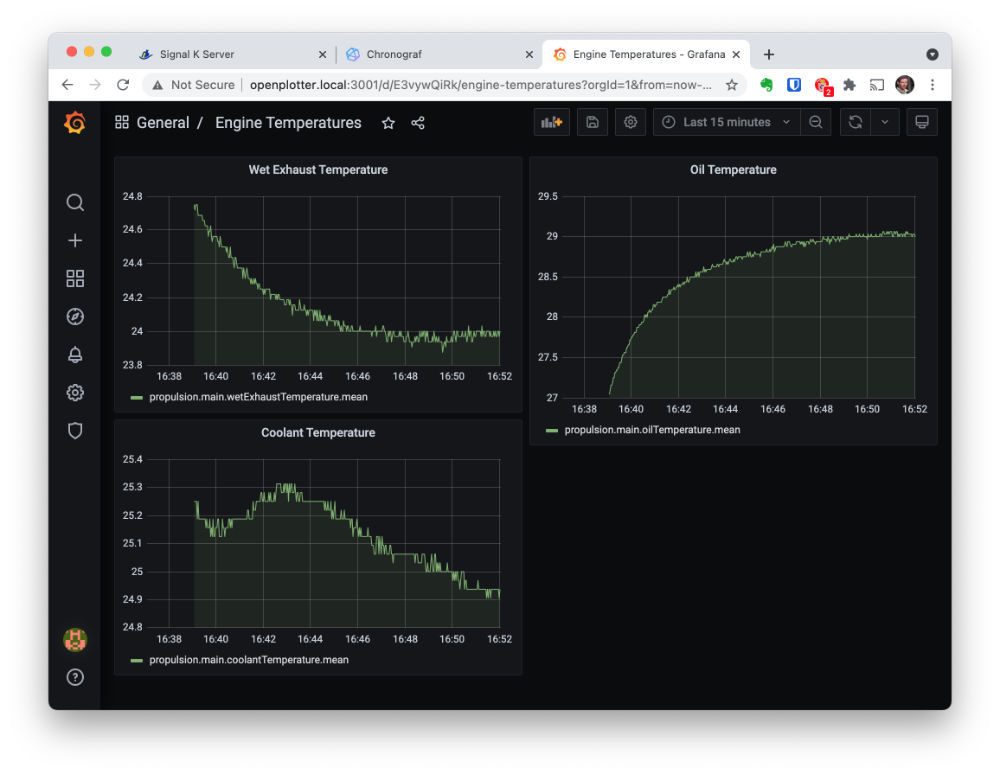 Signal K Server
Chronograf
Engine Temperatures - Grafana
Not Secure
openplotter.local:3001/d/E3vywQiRk/engine-temperatures?orgId=1&from=now-...
2
General / Engine Temperatures
Last 15 minutes
Wet Exhaust Temperature
24.8
24.6
24.4
24.2
24
23.8
16:38 16:40 16:42 16:44 16:46 16:48 16:50 16:52
propulsion.main.wetExhaustTemperature.mean
Oil Temperature
29.5
29
28.5
28
27.5
27
16:38 16:40 16:42 16:44 16:46 16:48 16:50 16:52
propulsion.main.oilTemperature.mean
Coolant Temperature
25.4
25.3
25.2
25.1
25
24.9
24.8
16:38 16:40 16:42 16:44 16:46 16:48 16:50 16:52
propulsion.main.coolantTemperature.mean